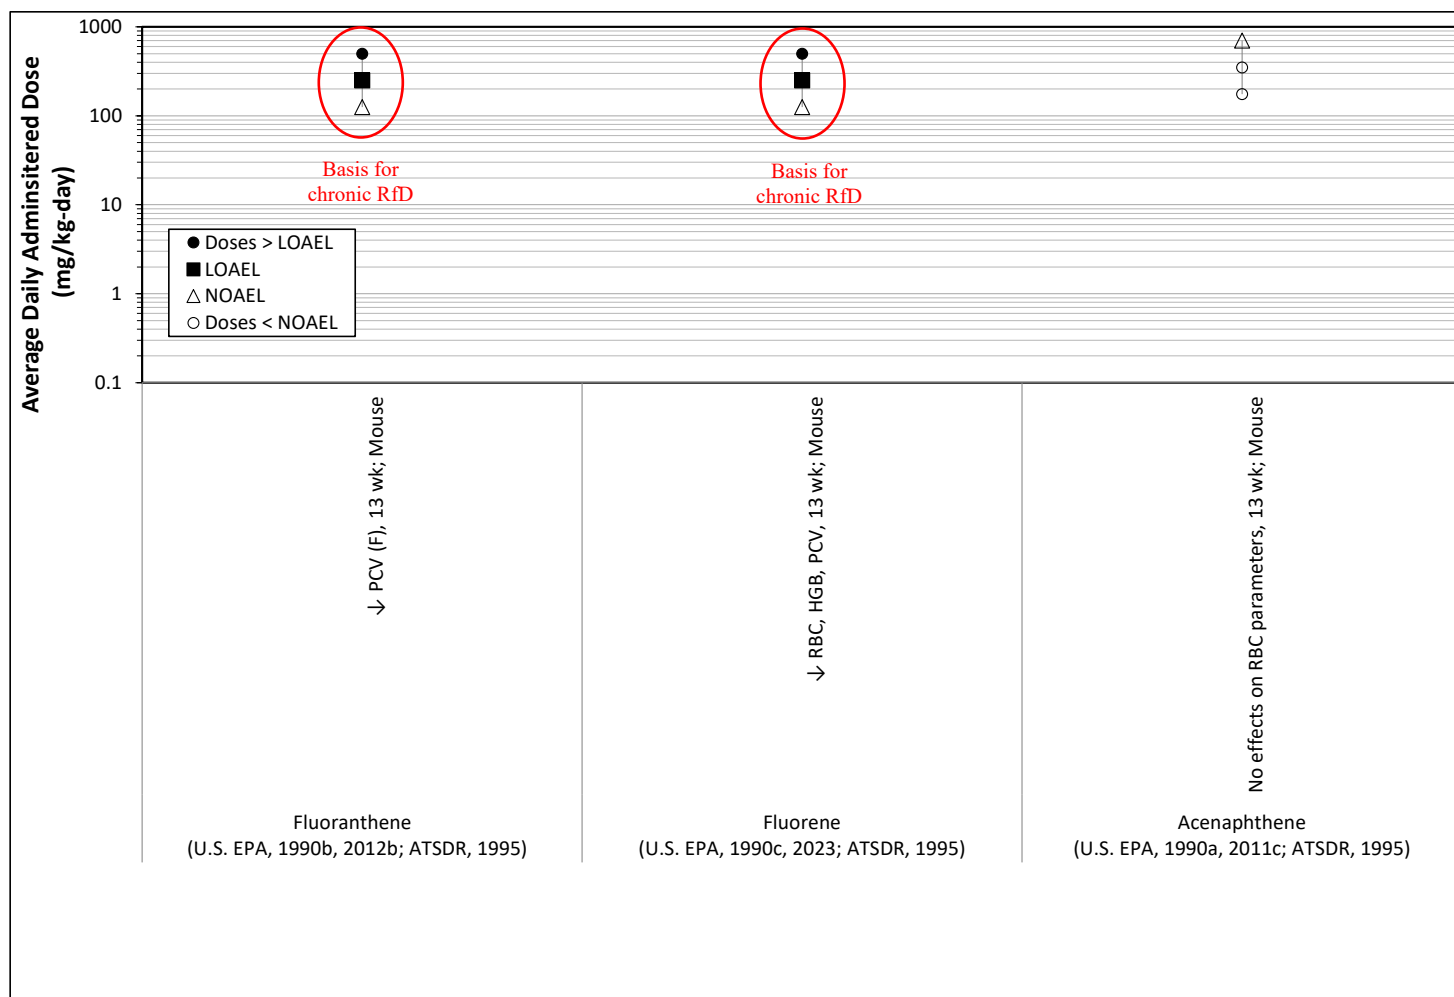 Average Daily Adminsitered Dose
(mg/kg-day)
1000
100
10
1
0.1
Basis for
chronic RfD
Basis for
chronic RfD
Doses > LOAEL
LOAEL
NOAEL
Doses < NOAEL
↓ PCV (F), 13 wk; Mouse
↓ RBC, HGB, PCV, 13 wk; Mouse
No effects on RBC parameters, 13 wk; Mouse
Fluoranthene
(U.S. EPA, 1990b, 2012b; ATSDR, 1995)
Fluorene
(U.S. EPA, 1990c, 2023; ATSDR, 1995)
Acenaphthene
(U.S. EPA, 1990a, 2011c; ATSDR, 1995)